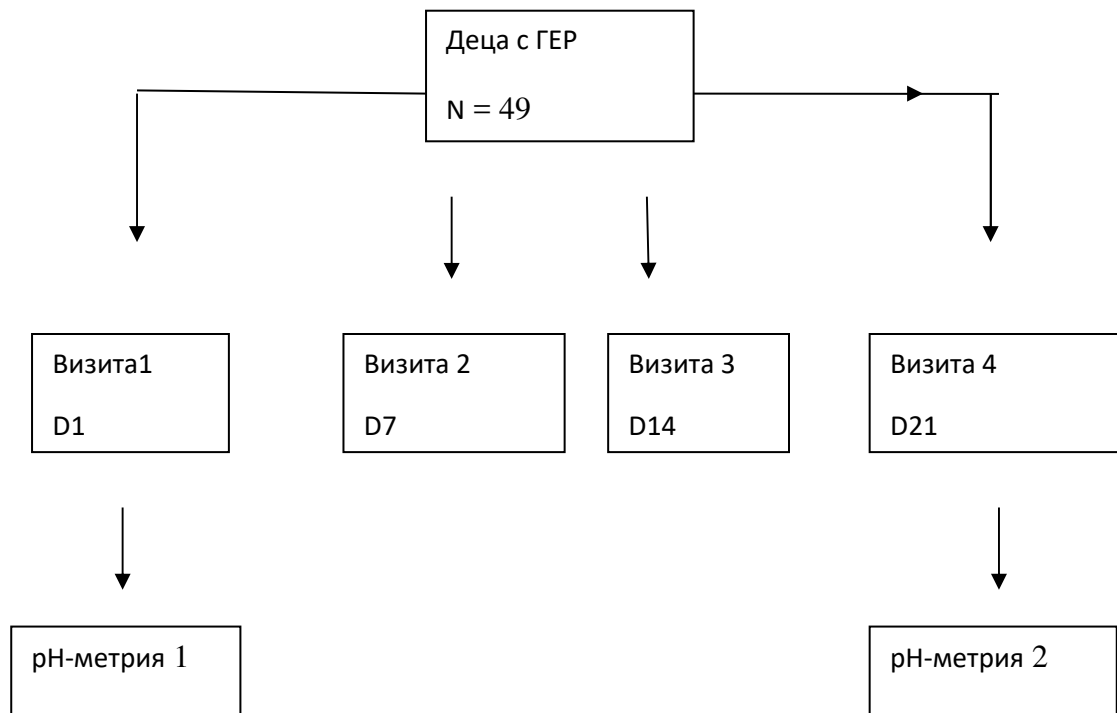 Деца с ГЕР
N = 49
Визита1
D1
Визита 2
D7
Визита 3
D14
Визита 4
D21
pH-метрия 1
pH-метрия 2